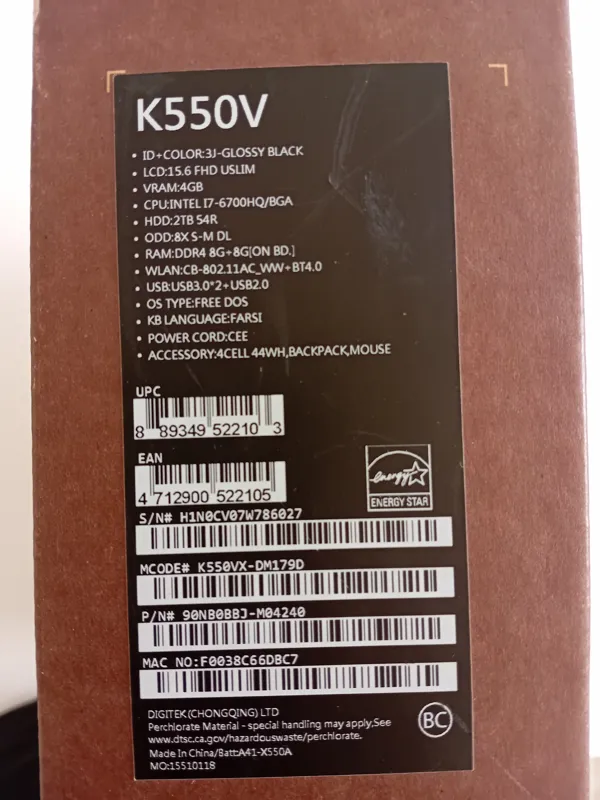 K550V
• ID+COLOR:3J-GLOSSY BLACK
• LCD:15.6 FHD USLIM
• VRAM:4GB
• CPU:INTEL I7-6700HQ/BGA
• HDD:2TB 54R
• ODD:8X S-M DL
• RAM:DDR4 8G+8G[ON BD.]
• WLAN:CB-802.11AC_WW+BT4.0
• USB:USB3.0*2+USB2.0
• OS TYPE:FREE DOS
• KB LANGUAGE:FARSI
• POWER CORD:CEE
• ACCESSORY:4CELL 44WH,BACKPACK,MOUSE
UPC
8 89349 52210 3
EAN
4 712900 522105
energy
ENERGY STAR
S/N# H1N0CV07W786027
MCODE# K550VX-DM179D
P/N# 90NB0BBJ-M04240
MAC NO:F0038C66DBC7
DIGITEK(CHONGQING) LTD
Perchlorate Material - special handling may apply.See
www.dtsc.ca.gov/hazardouswaste/perchlorate.
Made In China/Batt:A41-X550A
MO:15510118
BC